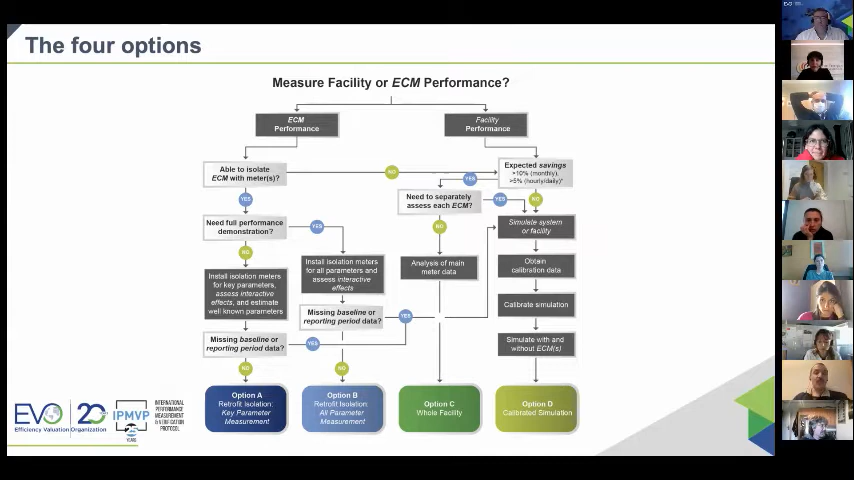 The four options
Measure Facility or ECM Performance?
ECM
Performance
Facility
Performance
Able to isolate
ECM with meter(s)?
NO
Expected savings
>10% (monthly),
>5% (hourly/daily)*
YES
YES
Need to separately
assess each ECM?
YES
NO
Need full performance
demonstration?
YES
NO
Simulate system
or facility
NO
Install isolation meters
for key parameters,
assess interactive
effects, and estimate
well known parameters
Install isolation meters
for all parameters and
assess interactive
effects
Analysis of main
meter data
Obtain
calibration data
Calibrate simulation
Missing baseline or
reporting period data?
YES
Missing baseline or
reporting period data?
YES
Simulate with and
without ECM(s)
NO
NO
Option A
Retrofit Isolation:
Key Parameter
Measurement
Option B
Retrofit Isolation:
All Parameter
Measurement
Option C
Whole Facility
Option D
Calibrated Simulation
EVO
Efficiency Valuation Organization
20
IPMVP
25
YEARS
INTERNATIONAL
PERFORMANCE
MEASUREMENT
& VERIFICATION
PROTOCOL
EVO